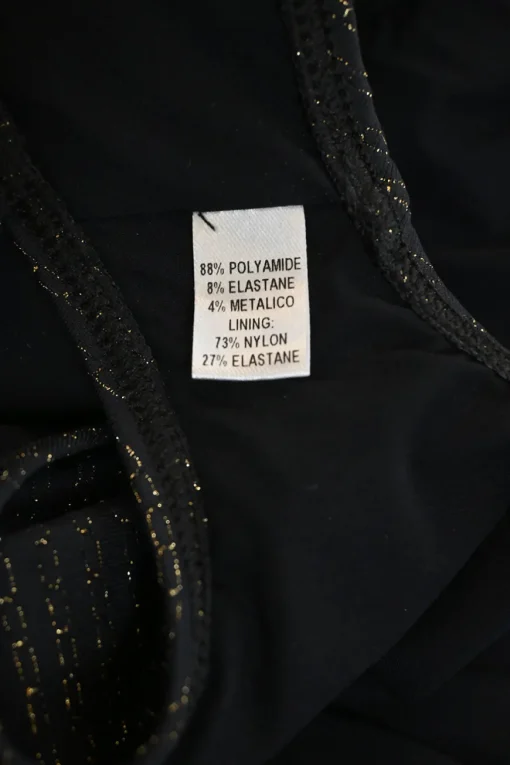 88% POLYAMIDE
8% ELASTANE
4% METALICO
LINING:
73% NYLON
27% ELASTANE